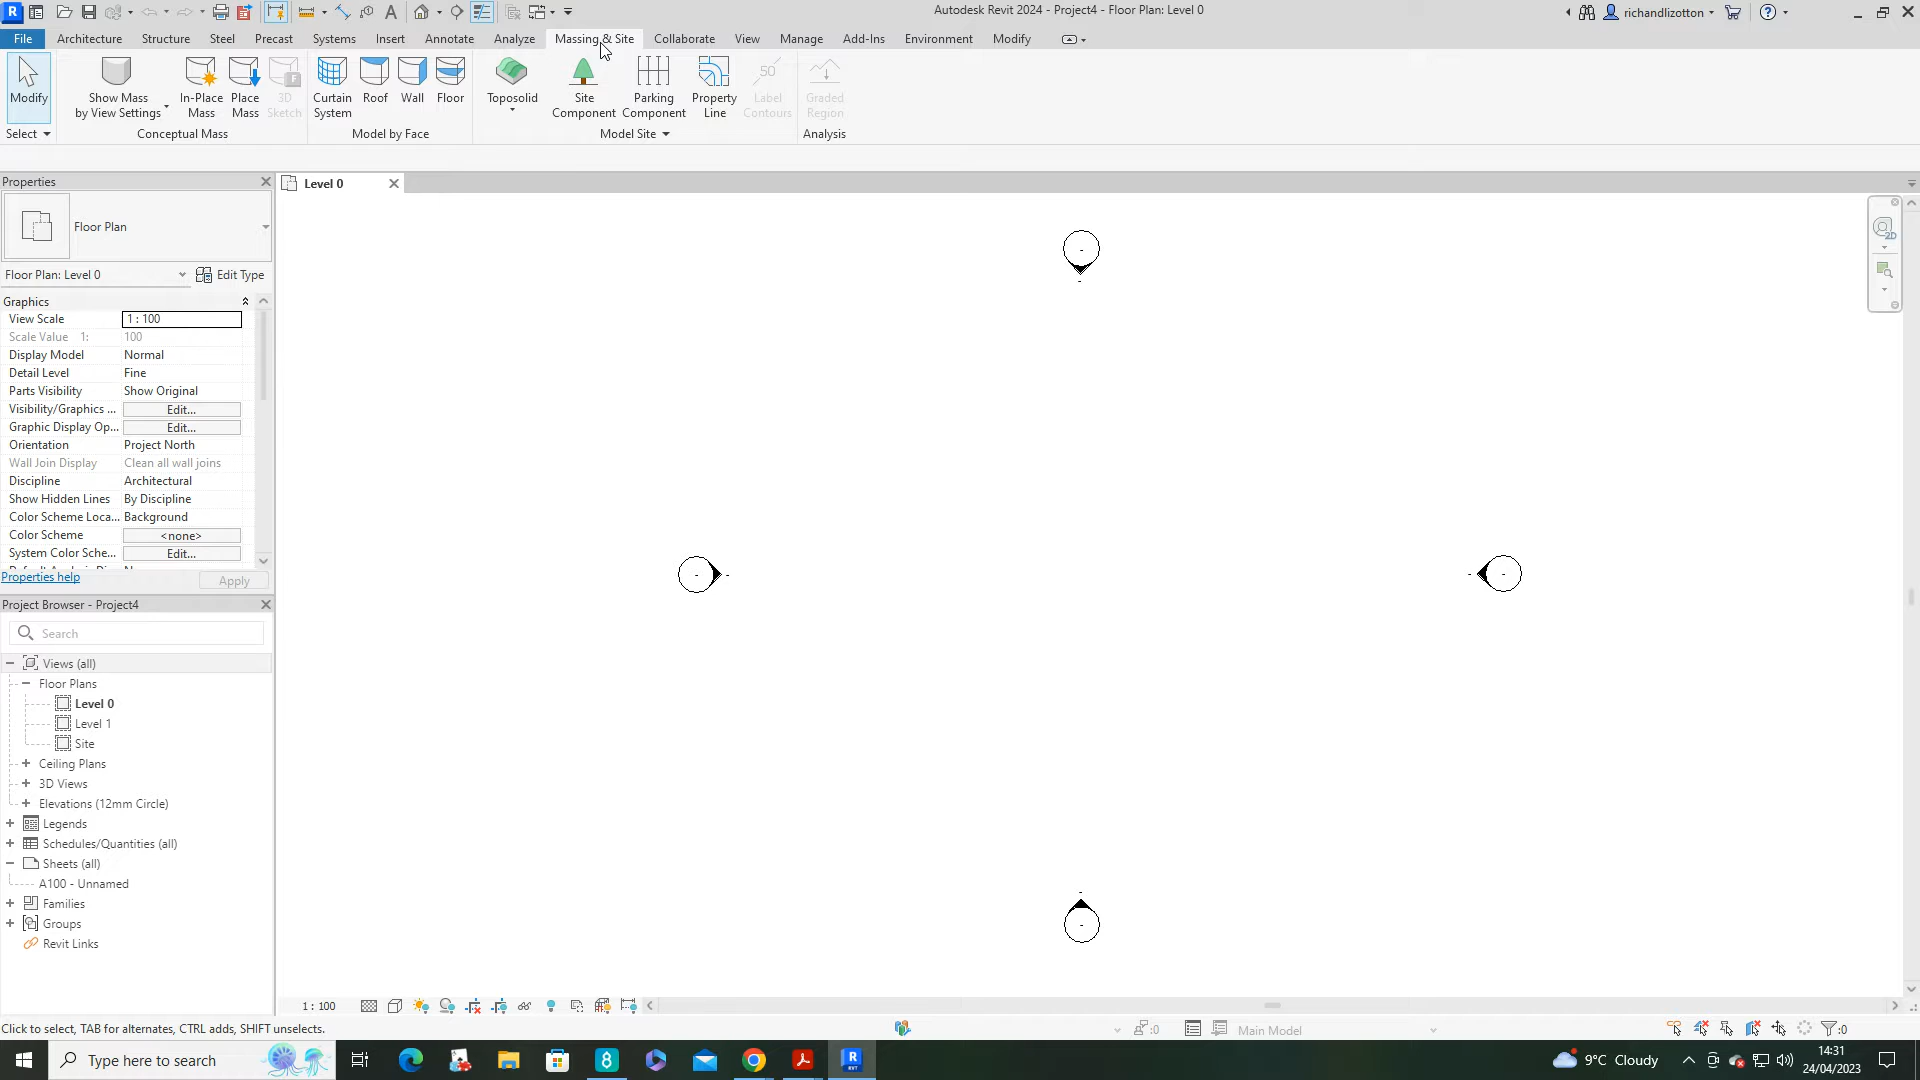 Autodesk Revit 2024 - Project4 - Floor Plan: Level 0
richandlizotton
File Architecture Structure Steel Precast Systems Insert Annotate Analyze Massing & Site Collaborate View Manage Add-Ins Environment Modify
Modify
Show Mass
by View Settings
In-Place
Mass
Place
Mass
3D
Sketch
Curtain
System
Roof
Wall
Floor
Toposolid
Site
Component
Parking
Component
Property
Line
50
Label
Contours
Graded
Region
Select
Conceptual Mass
Model by Face
Model Site
Analysis
Properties
Level 0
Floor Plan
Floor Plan: Level 0
Edit Type
Graphics
View Scale 1 : 100
Scale Value 1: 100
Display Model Normal
Detail Level Fine
Parts Visibility Show Original
Visibility/Graphics ... Edit...
Graphic Display Op... Edit...
Orientation Project North
Wall Join Display Clean all wall joins
Discipline Architectural
Show Hidden Lines By Discipline
Color Scheme Loca... Background
Color Scheme <none>
System Color Sche... Edit...
Properties help
Apply
2D
Project Browser - Project4
Search
Views (all)
Floor Plans
Level 0
Level 1
Site
Ceiling Plans
3D Views
Elevations (12mm Circle)
Legends
Schedules/Quantities (all)
Sheets (all)
A100 - Unnamed
Families
Groups
Revit Links
1 : 100
Click to select, TAB for alternates, CTRL adds, SHIFT unselects.
:0
Main Model
:0
Type here to search
9°C Cloudy
14:31
24/04/2023